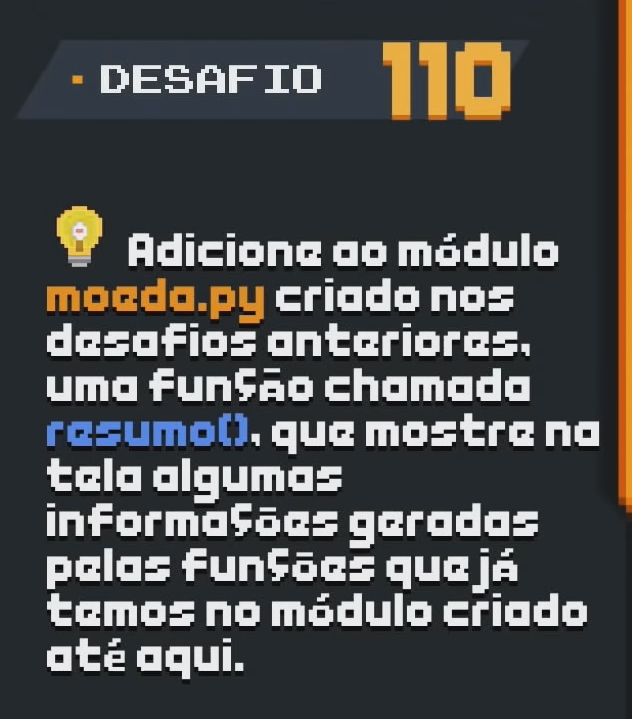 DESAFIO 110
Adicione ao módulo
moeda.py criado nos
desafios anteriores,
uma função chamada
resumo(), que mostre na
tela algumas
informações geradas
pelas funções que já
temos no módulo criado
até aqui.